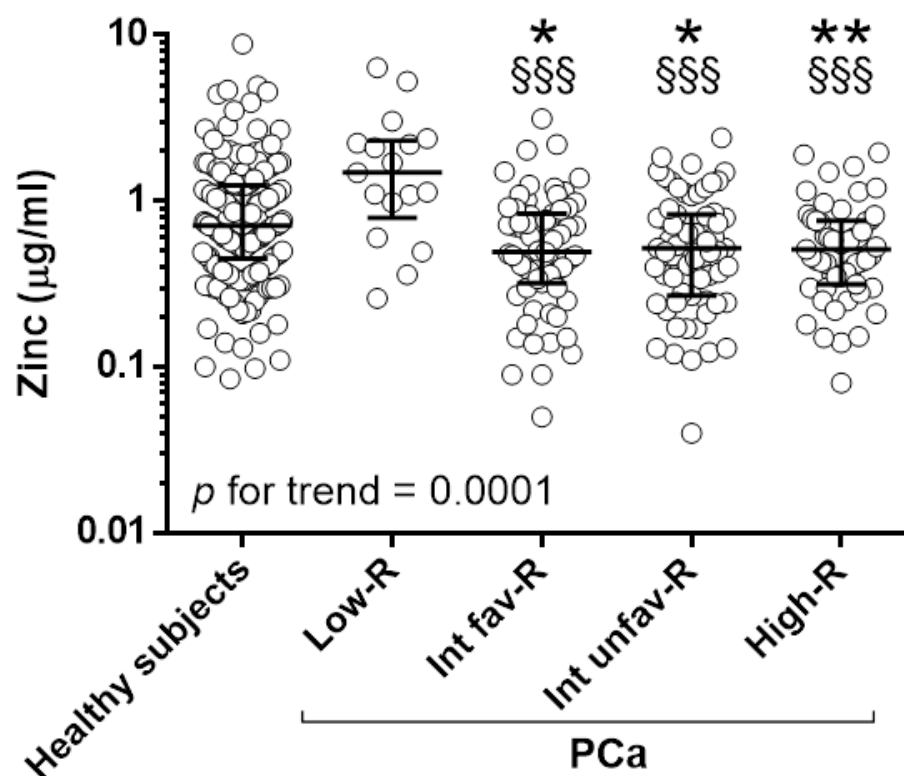 Zinc (µg/ml)
10
1
0.1
0.01
* * **
§§§ §§§ §§§
p for trend = 0.0001
Healthy subjects
Low-R
Int fav-R
Int unfav-R
High-R
PCa